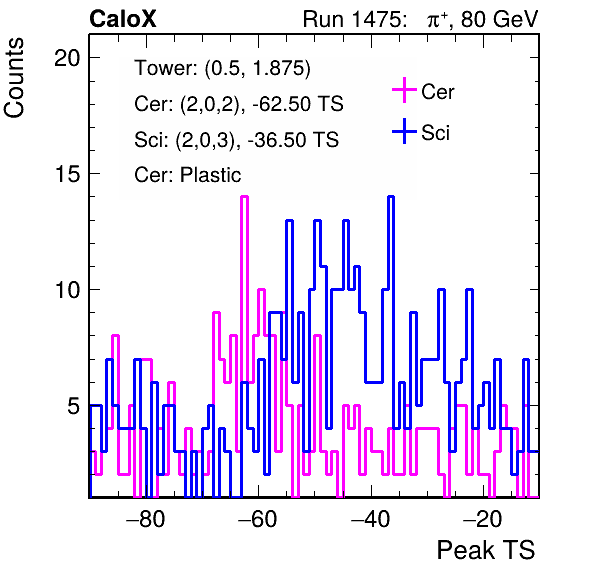 CaloX Run 1475: π+, 80 GeV
Counts
Tower: (0.5, 1.875)
Cer: (2,0,2), -62.50 TS
Sci: (2,0,3), -36.50 TS
Cer: Plastic
Cer
Sci
20
15
10
5
−80 −60 −40 −20
Peak TS